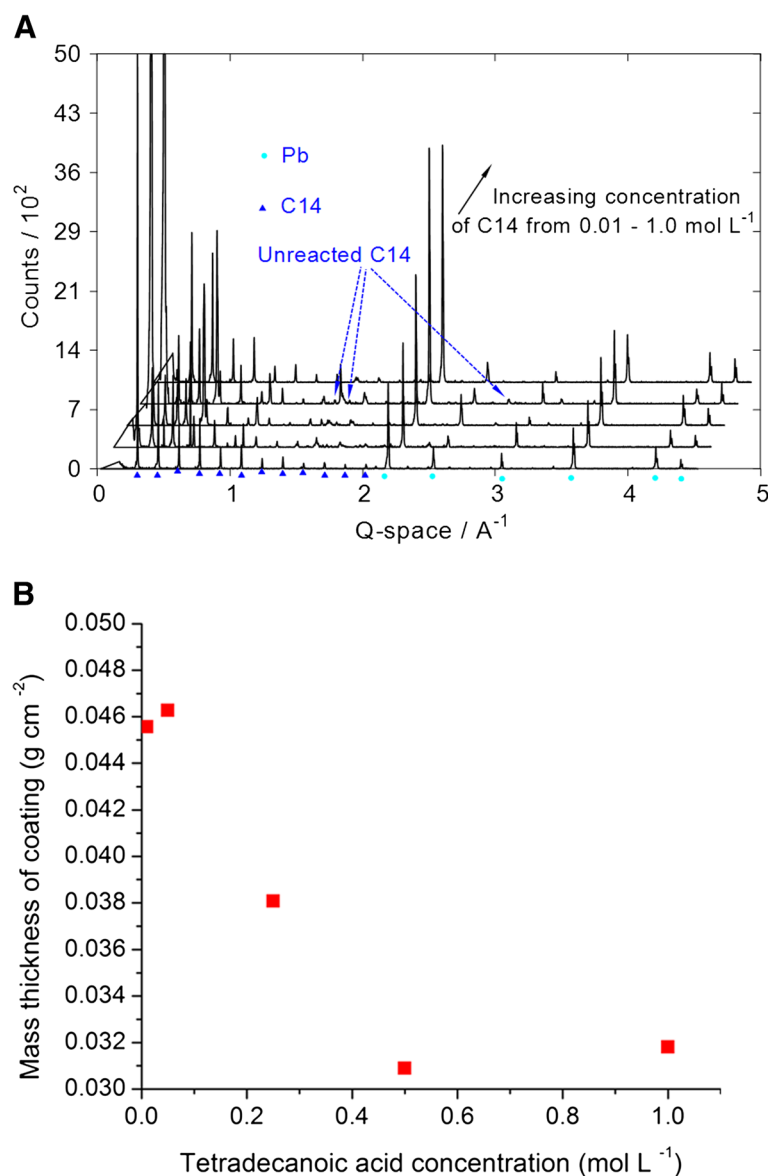 A
50
43
36
29
21
14
7
0
Counts / 10²
Pb
C14
Unreacted C14
Increasing concentration
of C14 from 0.01 - 1.0 mol L⁻¹
0 1 2 3 4 5
Q-space / A⁻¹
B
0.050
0.048
0.046
0.044
0.042
0.040
0.038
0.036
0.034
0.032
0.030
Mass thickness of coating (g cm⁻²)
0.0 0.2 0.4 0.6 0.8 1.0
Tetradecanoic acid concentration (mol L⁻¹)